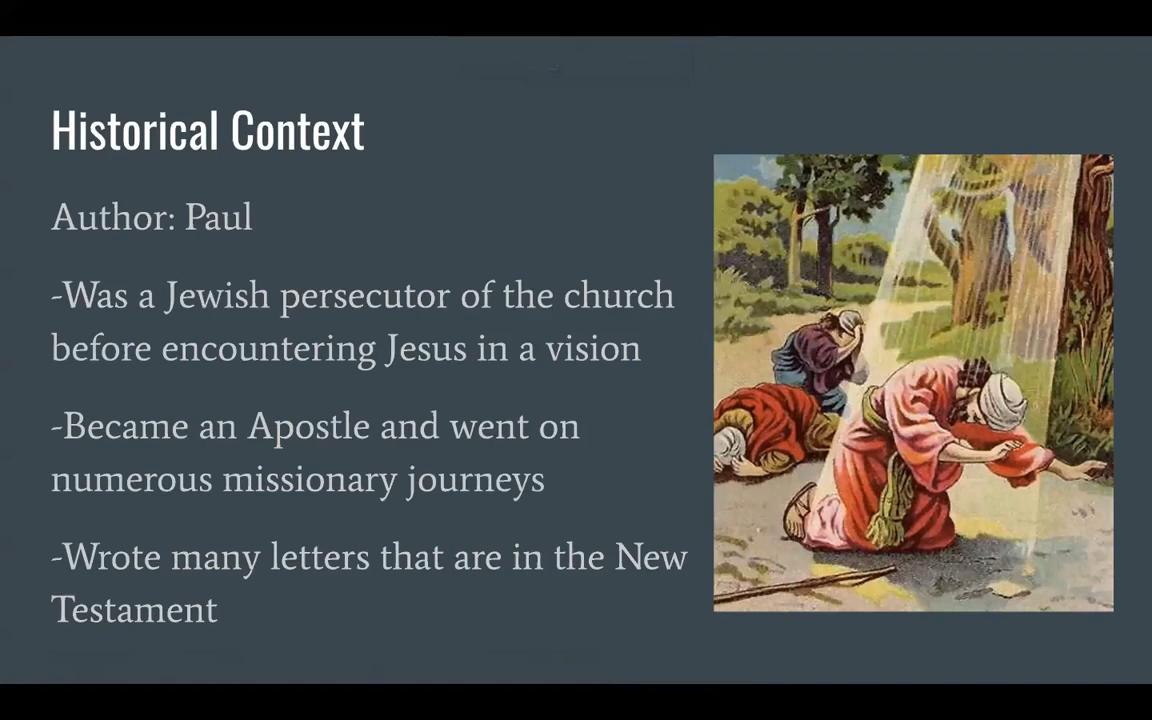 Historical Context
Author: Paul
-Was a Jewish persecutor of the church
before encountering Jesus in a vision
-Became an Apostle and went on
numerous missionary journeys
-Wrote many letters that are in the New
Testament